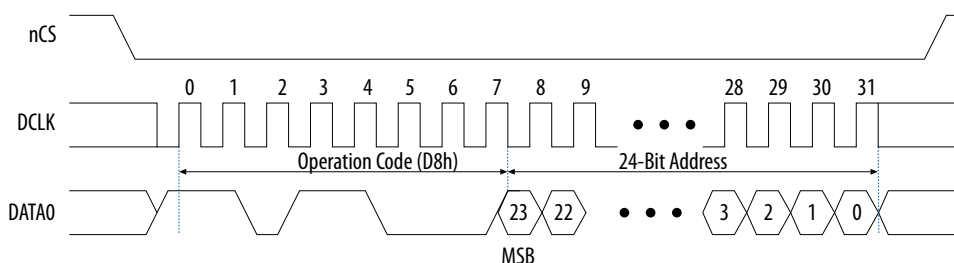 nCS
0 1 2 3 4 5 6 7 8 9 28 29 30 31
DCLK
Operation Code (D8h) 24-Bit Address
DATA0 23 22 3 2 1 0
MSB